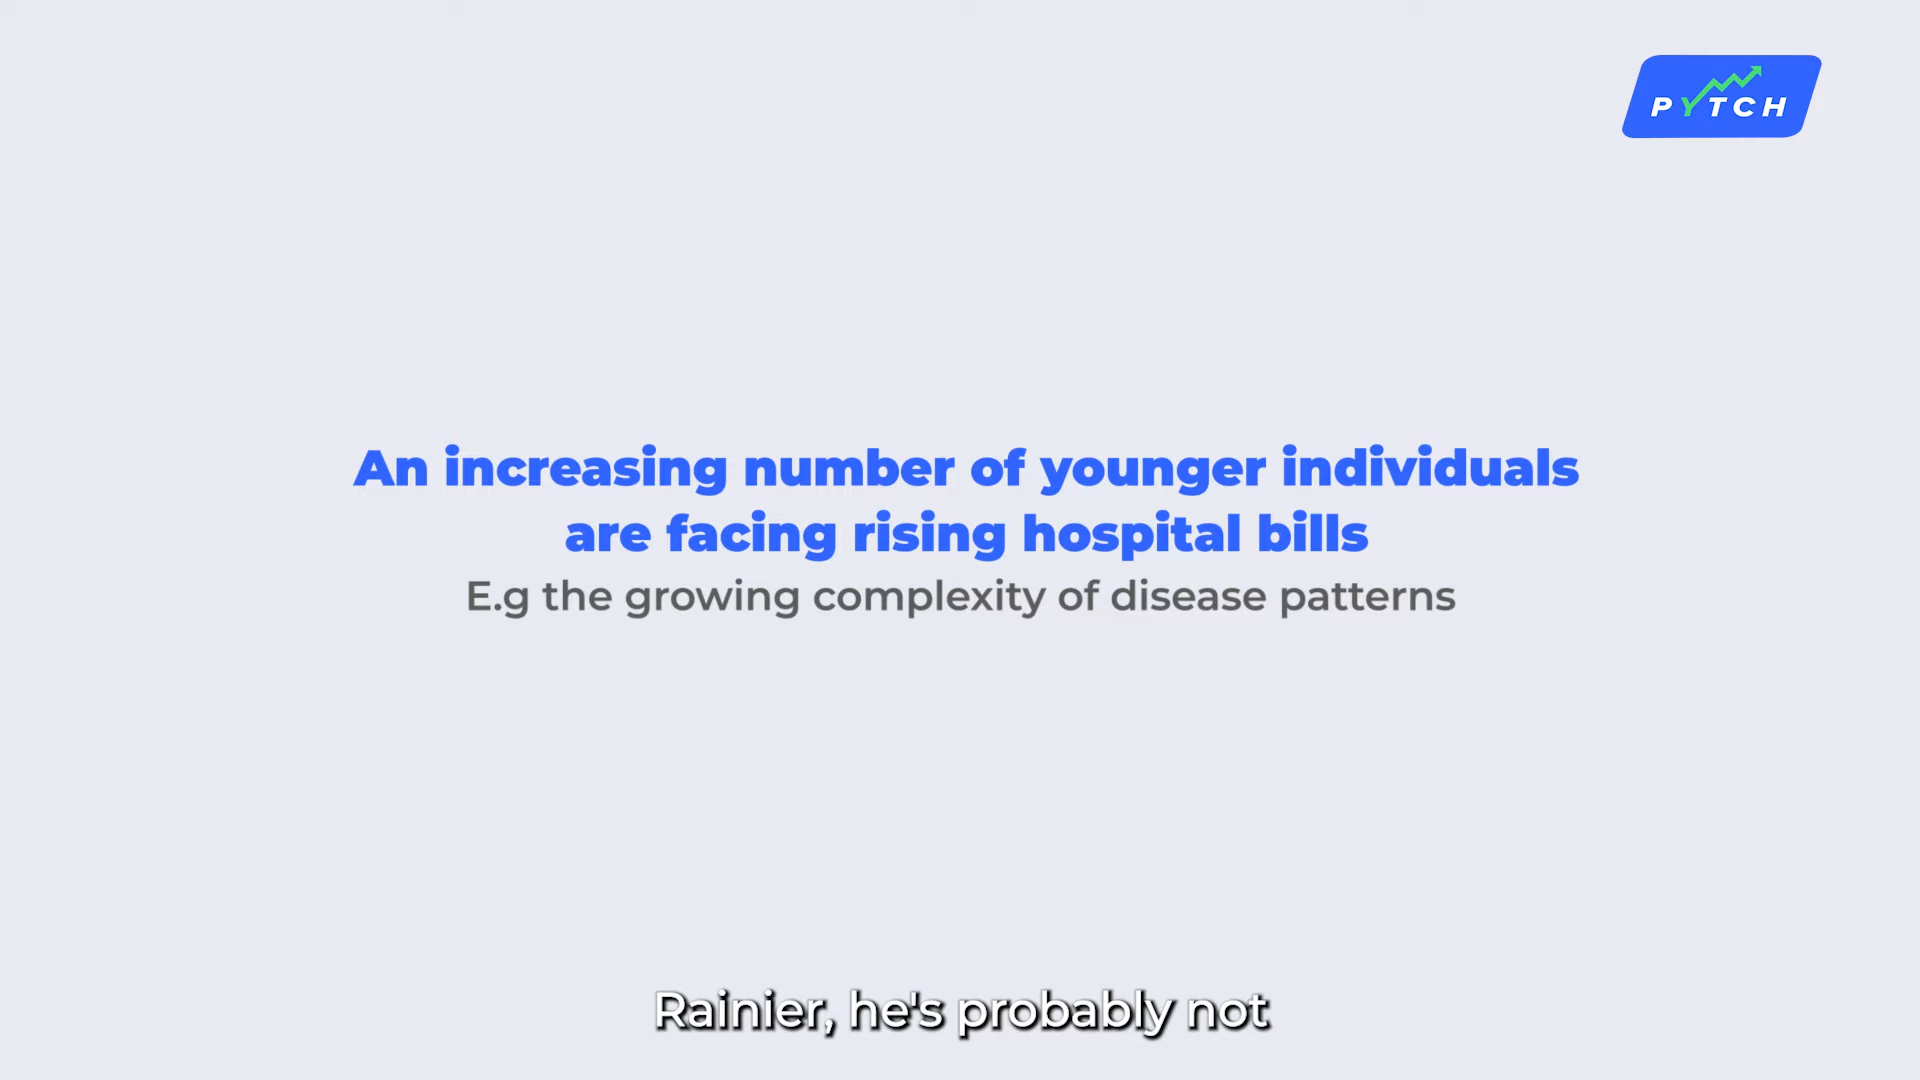 PYTCH
An increasing number of younger individuals
are facing rising hospital bills
E.g the growing complexity of disease patterns
Rainier, he's probably not